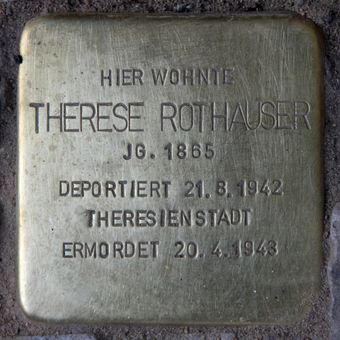 HIER WOHNTE
THERESE ROTHAUSER
JG. 1865
DEPORTIERT 21.8.1942
THERESIENSTADT
ERMORDET 20.4.1943